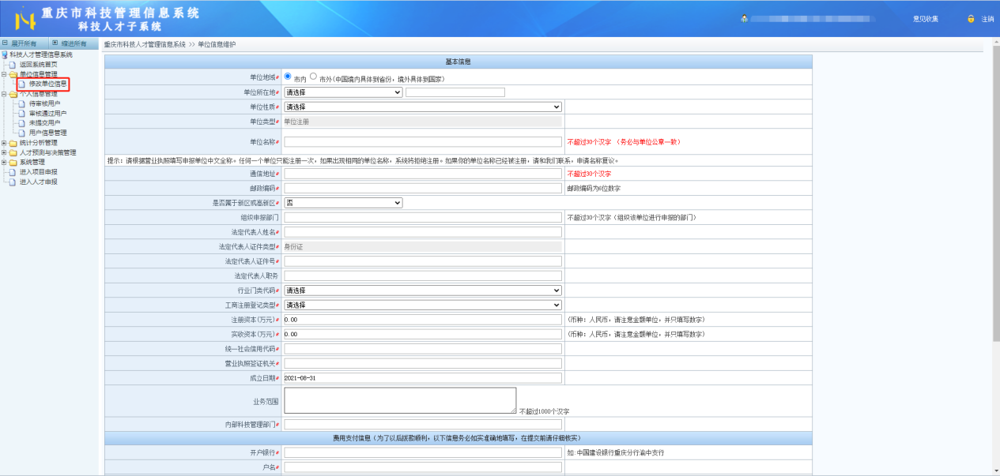 重庆市科技管理信息系统
科技人才子系统
意见收集
注销
展开所有
缩进所有
重庆市科技人才管理信息系统 >> 单位信息维护
科技人才管理信息系统
返回系统首页
单位信息管理
修改单位信息
个人信息管理
待审核用户
审核通过用户
未提交用户
用户信息管理
统计分析管理
人才预测与决策管理
系统管理
进入项目申报
进入人才申报
基本信息
单位地域* 市内 市外(中国境内具体到省份，境外具体到国家)
单位所在地* 请选择
单位性质* 请选择
单位类型* 单位注册
单位名称* 不超过30个汉字 （务必与单位公章一致）
提示：请根据营业执照填写申报单位中文全称。任何一个单位只能注册一次，如果出现相同的单位名称，系统将拒绝注册。如果你的单位名称已经被注册，请和我们联系，申请名称复议。
通信地址* 不超过30个汉字
邮政编码* 邮政编码为6位数字
是否属于新区或高新区* 否
组织申报部门 不超过30个汉字（组织该单位进行申报的部门）
法定代表人姓名*
法定代表人证件类型* 身份证
法定代表人证件号*
法定代表人职务
行业门类代码* 请选择
工商注册登记类型* 请选择
注册资本(万元)* 0.00 (币种：人民币，请注意金额单位，并只填写数字)
实收资本(万元)* 0.00 (币种：人民币，请注意金额单位，并只填写数字)
统一社会信用代码*
营业执照登证机关*
成立日期* 2021-08-31
业务范围 不超过1000个汉字
内部科技管理部门*
费用支付信息（为了以后拨款顺利，以下信息务必如实准确地填写，在提交前请仔细核实）
开户银行* 如:中国建设银行重庆分行渝中支行
户名*